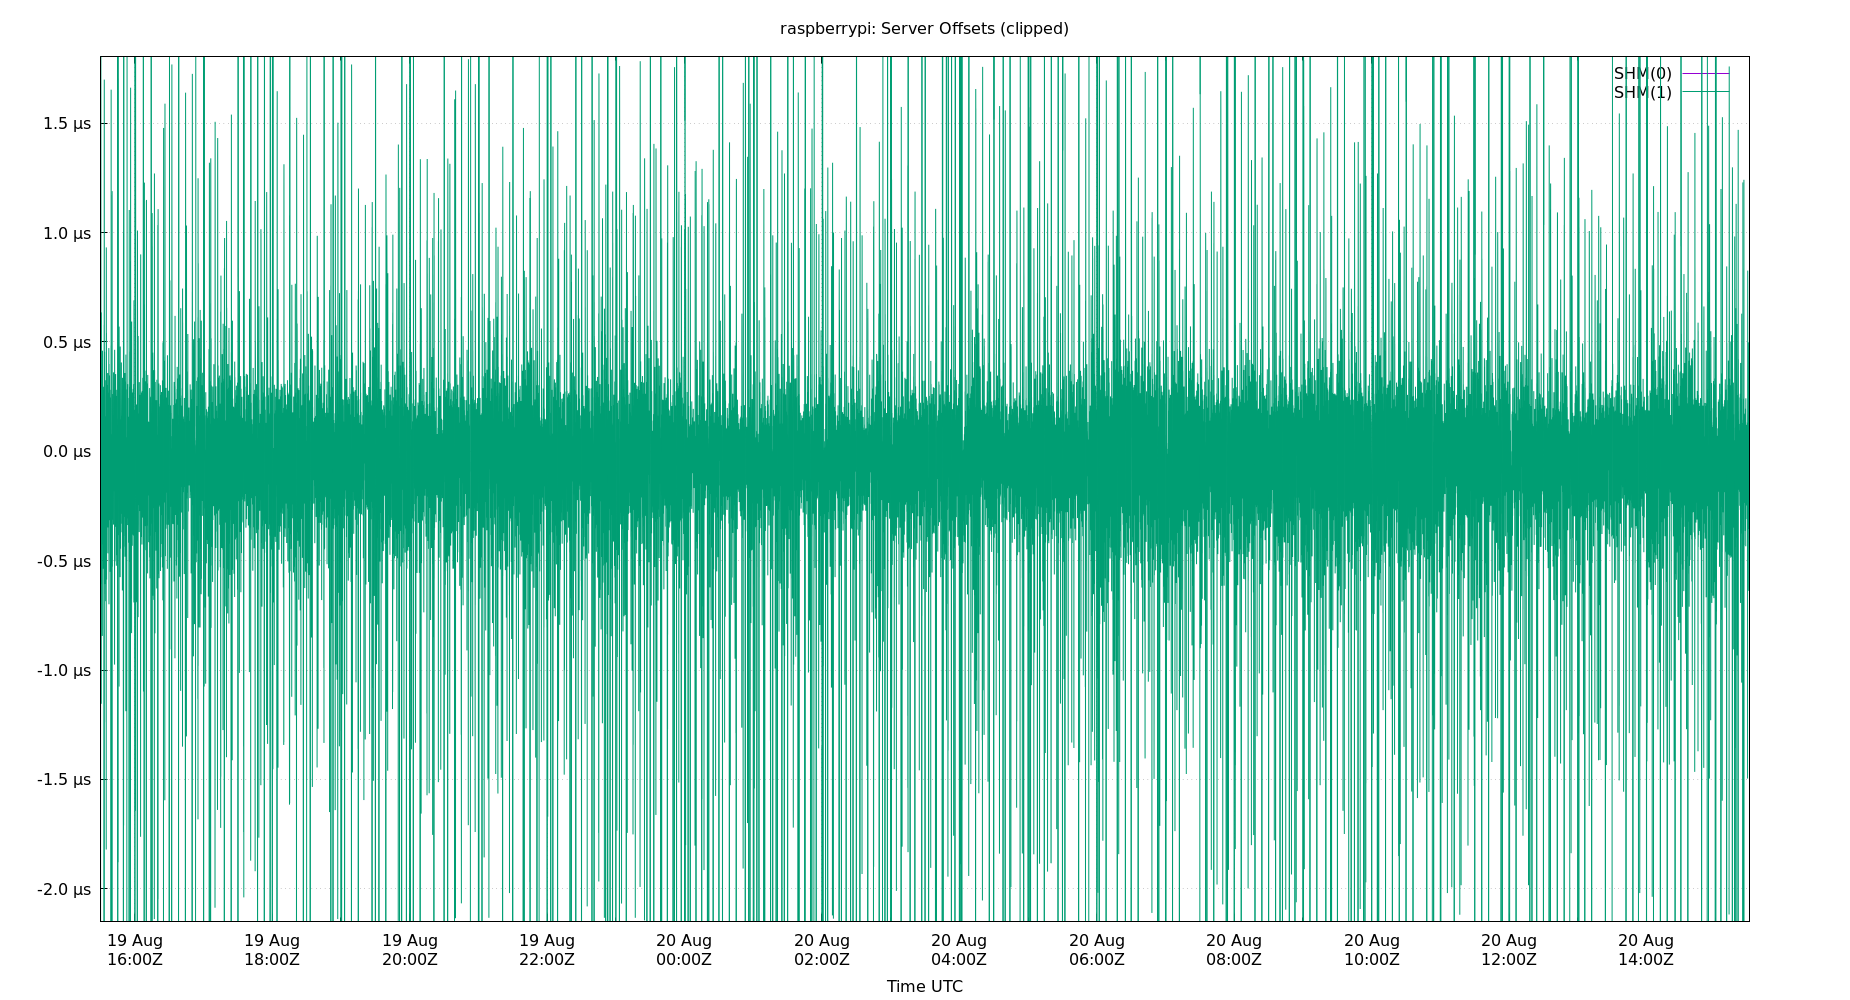 raspberrypi: Server Offsets (clipped)
SHM(0)
SHM(1)
1.5 µs
1.0 µs
0.5 µs
0.0 µs
-0.5 µs
-1.0 µs
-1.5 µs
-2.0 µs
19 Aug 19 Aug 19 Aug 19 Aug 20 Aug 20 Aug 20 Aug 20 Aug 20 Aug 20 Aug 20 Aug 20 Aug
16:00Z 18:00Z 20:00Z 22:00Z 00:00Z 02:00Z 04:00Z 06:00Z 08:00Z 10:00Z 12:00Z 14:00Z
Time UTC